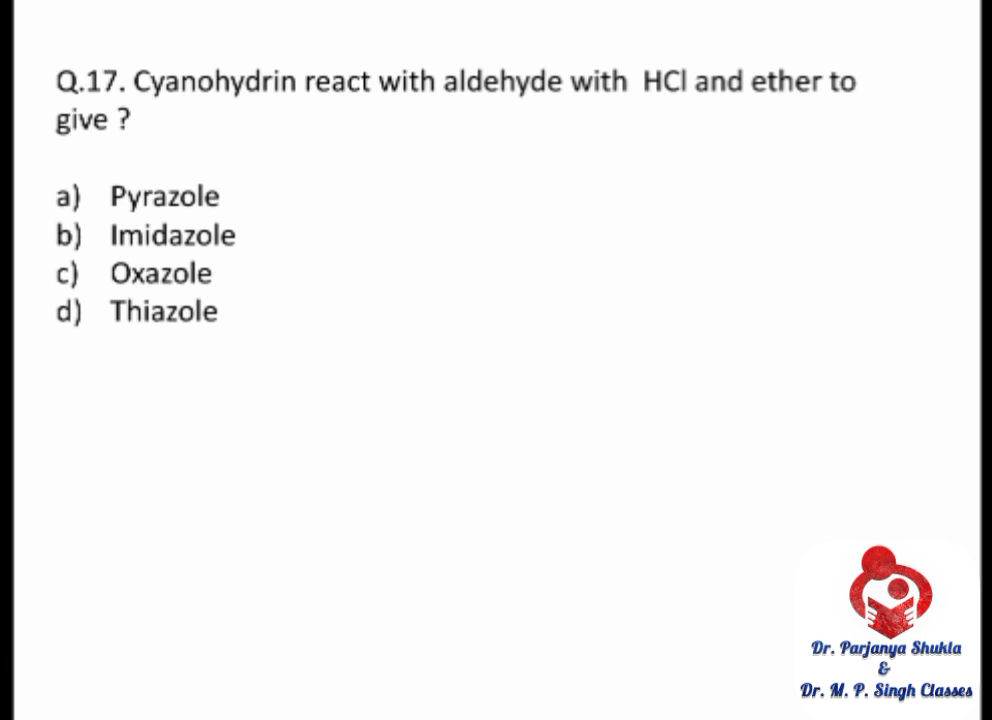 Q.17. Cyanohydrin react with aldehyde with HCl and ether to
give ?
a) Pyrazole
b) Imidazole
c) Oxazole
d) Thiazole
Dr. Parjanya Shukla
&
Dr. M. P. Singh Classes